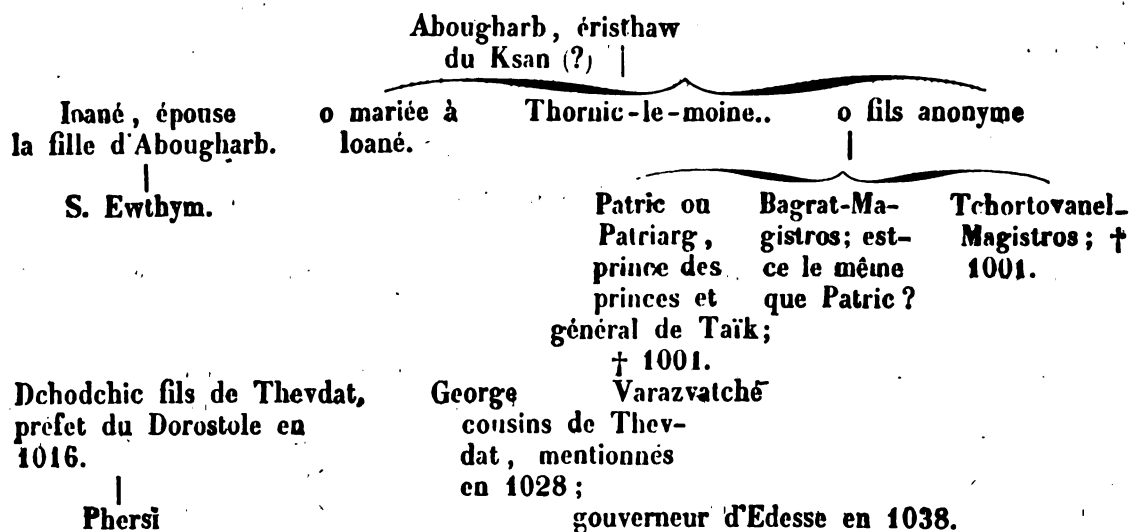 Abougharb, éristhaw
du Ksan (?)
Ioané, épouse
la fille d'Abougharb.
S. Ewthym.
o mariée à
Ioané.
Thornic-le-moine..
o fils anonyme
Patric ou
Patriarg,
prince des
princes et
général de Taïk;
† 1001.
Bagrat-Ma-
gistros; est-
ce le même
que Patric?
Tchortovanel-
Magistros; †
1001.
Dchodchic fils de Thevdat,
préfet du Dorostole en
1016.
Phersi
George Varazvatché
cousins de Thev-
dat, mentionnés
en 1028;
gouverneur d'Edesse en 1038.